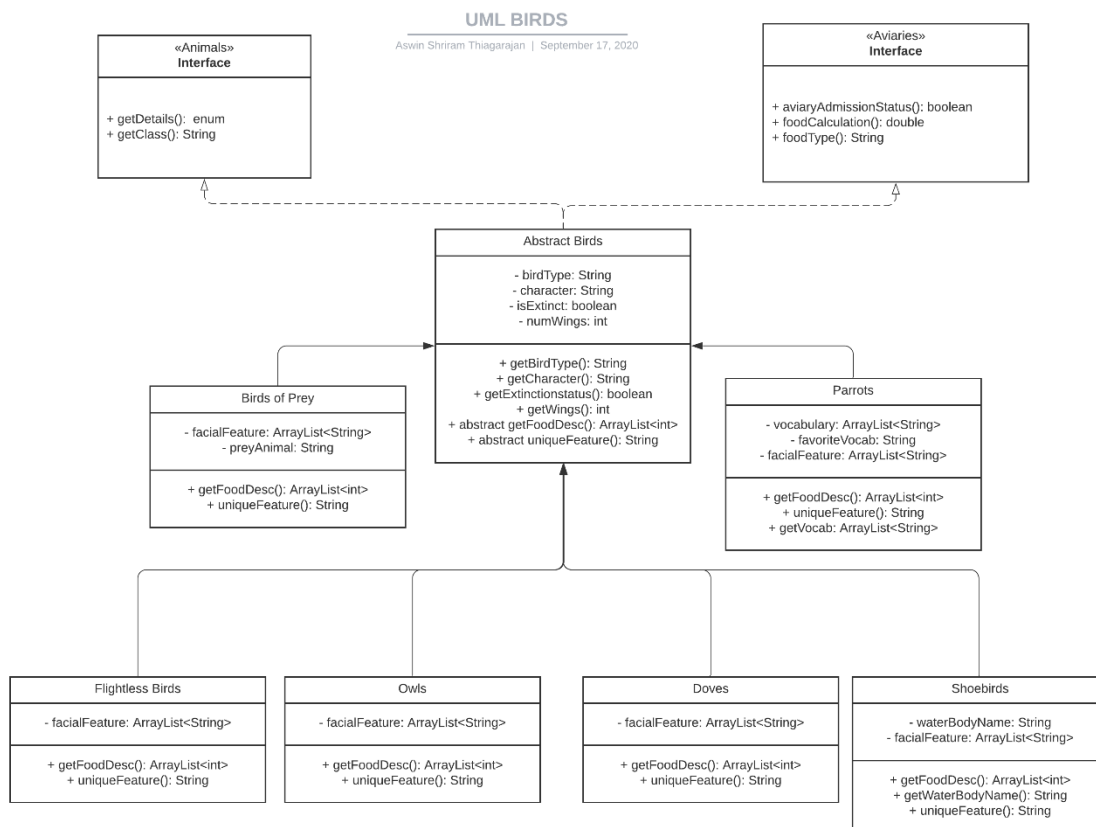 UML BIRDS
Aswin Shriram Thiagarajan | September 17, 2020
«Animals»
Interface
+ getDetails(): enum
+ getClass(): String
«Aviaries»
Interface
+ aviaryAdmissionStatus(): boolean
+ foodCalculation(): double
+ foodType(): String
Abstract Birds
- birdType: String
- character: String
- isExtinct: boolean
- numWings: int
+ getBirdType(): String
+ getCharacter(): String
+ getExtinctionstatus(): boolean
+ getWings(): int
+ abstract getFoodDesc(): ArrayList<int>
+ abstract uniqueFeature(): String
Birds of Prey
- facialFeature: ArrayList<String>
- preyAnimal: String
+ getFoodDesc(): ArrayList<int>
+ uniqueFeature(): String
Parrots
- vocabulary: ArrayList<String>
- favoriteVocab: String
- facialFeature: ArrayList<String>
+ getFoodDesc(): ArrayList<int>
+ uniqueFeature(): String
+ getVocab: ArrayList<String>
Flightless Birds
- facialFeature: ArrayList<String>
+ getFoodDesc(): ArrayList<int>
+ uniqueFeature(): String
Owls
- facialFeature: ArrayList<String>
+ getFoodDesc(): ArrayList<int>
+ uniqueFeature(): String
Doves
- facialFeature: ArrayList<String>
+ getFoodDesc(): ArrayList<int>
+ uniqueFeature(): String
Shoebirds
- waterBodyName: String
- facialFeature: ArrayList<String>
+ getFoodDesc(): ArrayList<int>
+ getWaterBodyName(): String
+ uniqueFeature(): String